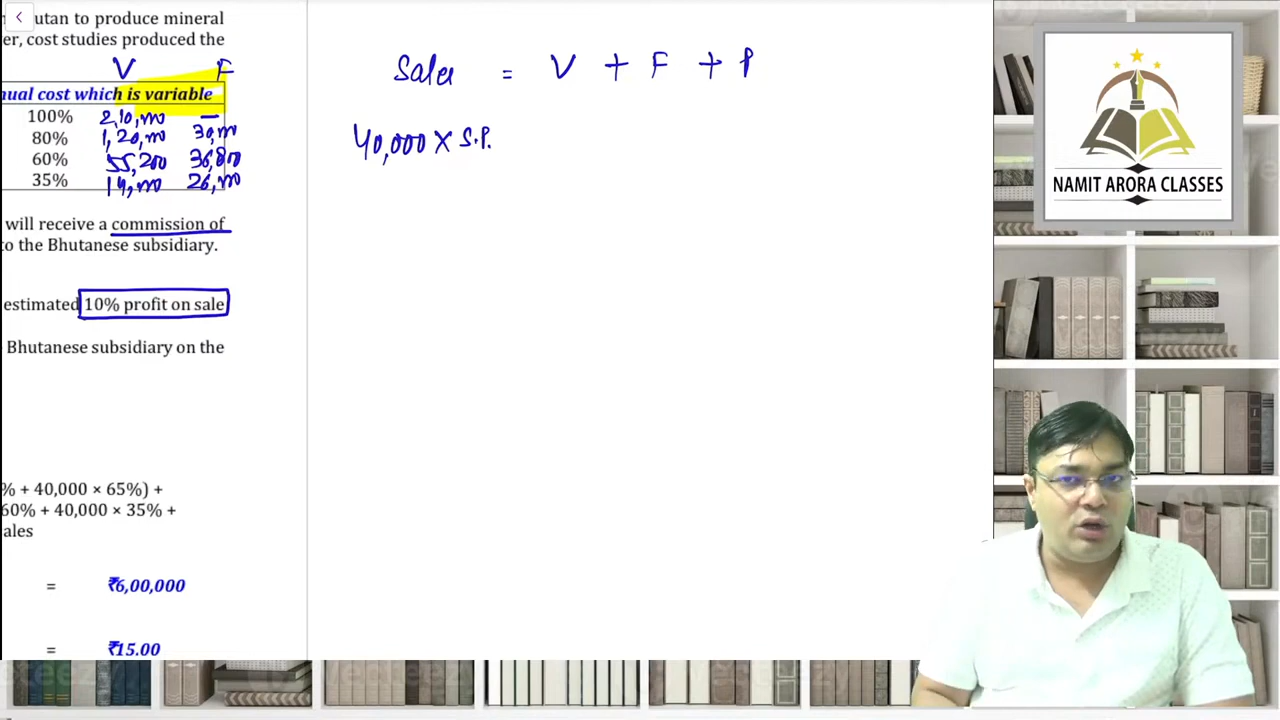 utan to produce mineral
er, cost studies produced the
V F
nual cost which is variable
100% 2,10,000 —
80% 1,20,000 30,000
60% 55,200 36,800
35% 14,000 26,000
will receive a commission of
to the Bhutanese subsidiary.
estimated 10% profit on sale
Bhutanese subsidiary on the
% + 40,000 × 65%) +
60% + 40,000 × 35% +
ales
= ₹6,00,000
= ₹15.00
Sales = V + F + P
40,000 × S.P.
NAMIT ARORA CLASSES